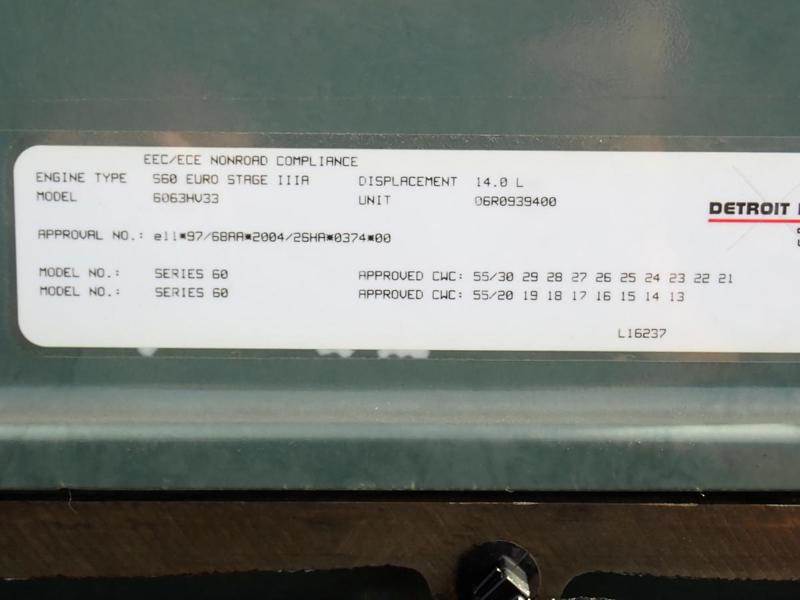 EEC/ECE NONROAD COMPLIANCE
ENGINE TYPE S60 EURO STAGE IIIA DISPLACEMENT 14.0 L
MODEL 6063HV33 UNIT 06R0939400
DETROIT
APPROVAL NO.: e11*97/68AA*2004/26HA*0374*00
MODEL NO.: SERIES 60 APPROVED CWC: 55/30 29 28 27 26 25 24 23 22 21
MODEL NO.: SERIES 60 APPROVED CWC: 55/20 19 18 17 16 15 14 13
L16237